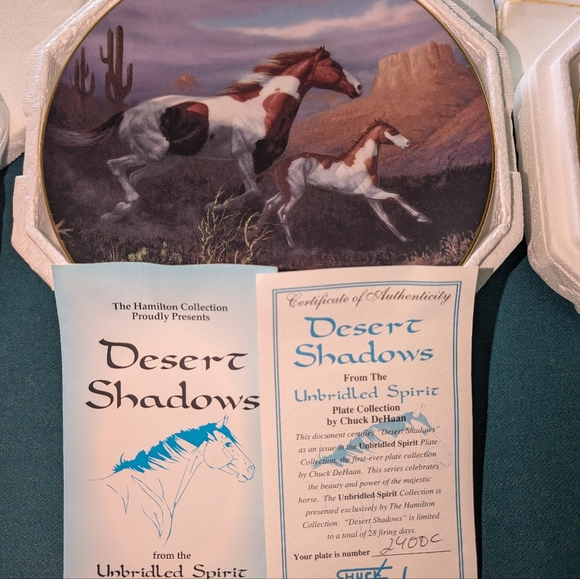 The Hamilton Collection
Proudly Presents
Desert
Shadows
from the
Unbridled Spirit
Certificate of Authenticity
Desert
Shadows
From The
Unbridled Spirit
Plate Collection
by Chuck DeHaan
This document certifies "Desert Shadows"
as an issue in the Unbridled Spirit Plate
Collection, the first-ever plate collection
by Chuck DeHaan. This series celebrates
the beauty and power of the majestic
horse. The Unbridled Spirit Collection is
presented exclusively by The Hamilton
Collection. "Desert Shadows" is limited
to a total of 28 firing days.
Your plate is number 2400C
CHUCK